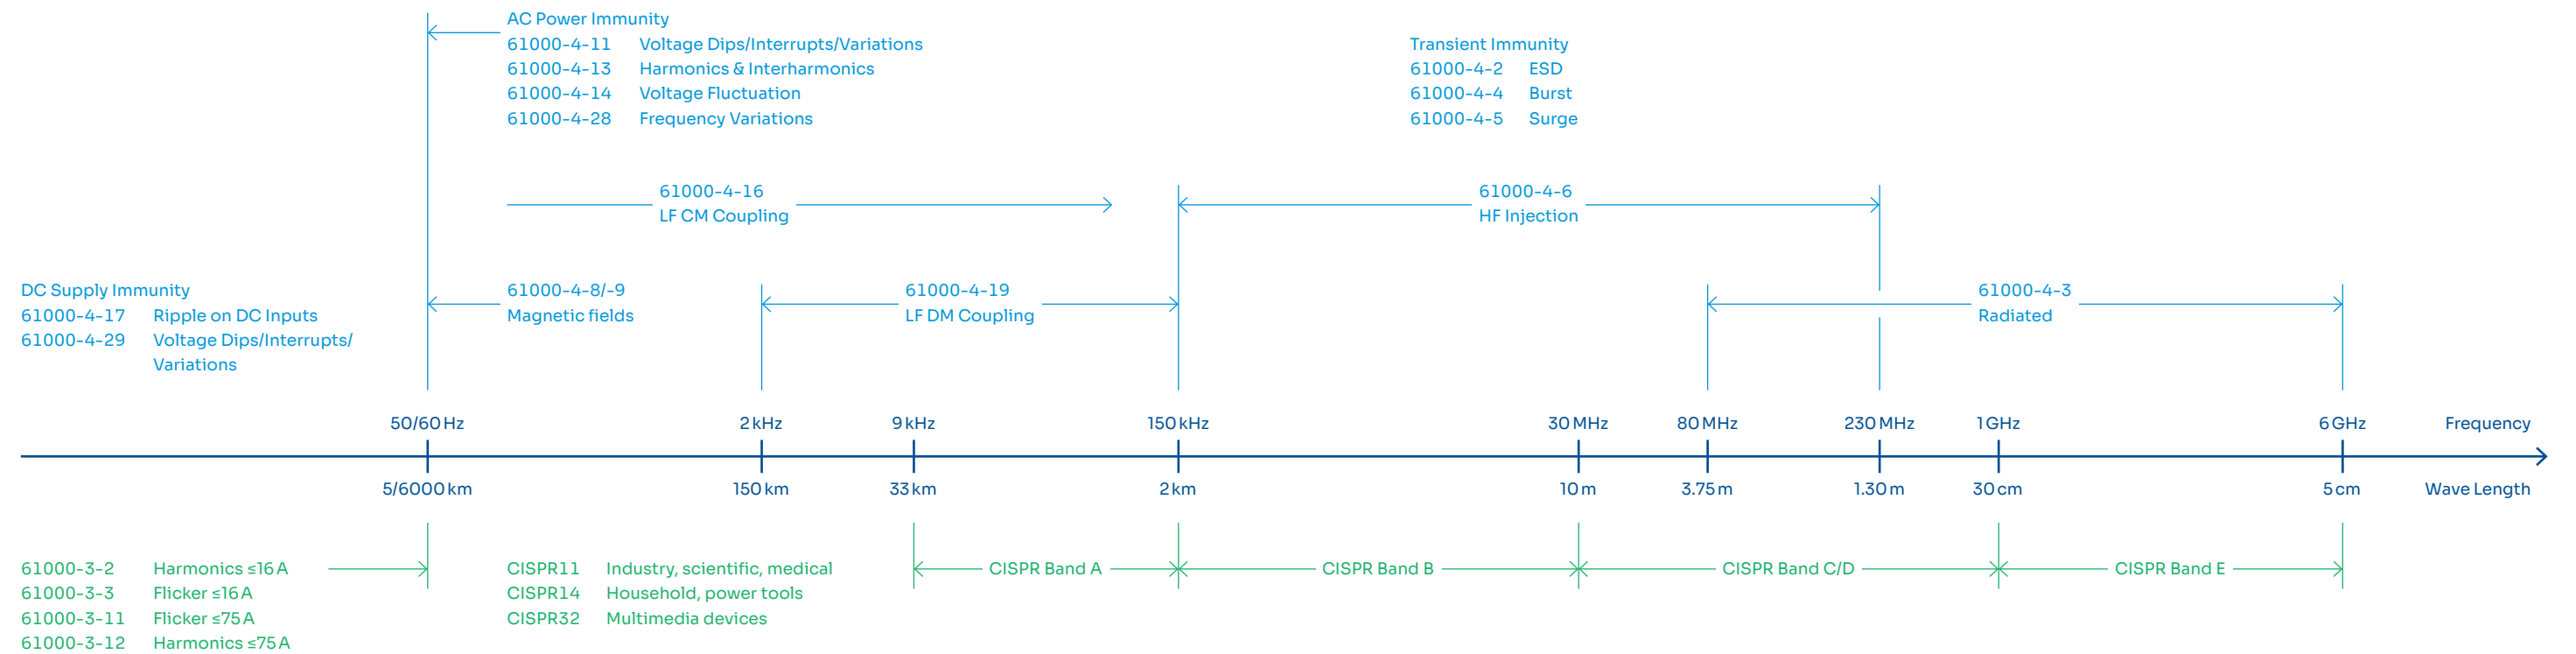 AC Power Immunity
61000-4-11 Voltage Dips/Interrupts/Variations
61000-4-13 Harmonics & Interharmonics
61000-4-14 Voltage Fluctuation
61000-4-28 Frequency Variations
Transient Immunity
61000-4-2 ESD
61000-4-4 Burst
61000-4-5 Surge
61000-4-16
LF CM Coupling
61000-4-6
HF Injection
DC Supply Immunity
61000-4-17 Ripple on DC Inputs
61000-4-29 Voltage Dips/Interrupts/
Variations
61000-4-8/-9
Magnetic fields
61000-4-19
LF DM Coupling
61000-4-3
Radiated
50/60 Hz 2 kHz 9 kHz 150 kHz 30 MHz 80 MHz 230 MHz 1 GHz 6 GHz Frequency
5/6000 km 150 km 33 km 2 km 10 m 3.75 m 1.30 m 30 cm 5 cm Wave Length
61000-3-2 Harmonics ≤16 A
61000-3-3 Flicker ≤16 A
61000-3-11 Flicker ≤75 A
61000-3-12 Harmonics ≤75 A
CISPR11 Industry, scientific, medical
CISPR14 Household, power tools
CISPR32 Multimedia devices
CISPR Band A CISPR Band B CISPR Band C/D CISPR Band E